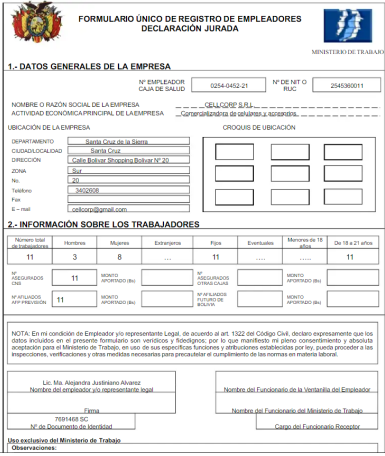 FORMULARIO ÚNICO DE REGISTRO DE EMPLEADORES
DECLARACIÓN JURADA
MINISTERIO DE TRABAJO
1.- DATOS GENERALES DE LA EMPRESA
Nº EMPLEADOR CAJA DE SALUD 0254-0452-21 Nº DE NIT O RUC 2545360011
NOMBRE O RAZÓN SOCIAL DE LA EMPRESA CELLCORP S.R.L.
ACTIVIDAD ECONOMICA PRINCIPAL DE LA EMPRESA Comercializadora de celulares y accesorios
UBICACIÓN DE LA EMPRESA CROQUIS DE UBICACIÓN
DEPARTAMENTO Santa Cruz de la Sierra
CIUDAD/LOCALIDAD Santa Cruz
DIRECCIÓN Calle Bolivar Shopping Bolivar Nº 20
ZONA Sur
No. 20
Teléfono 3402608
Fax
E – mail cellcorp@gmail.com
2.- INFORMACIÓN SOBRE LOS TRABAJADORES
Número total de trabajadores Hombres Mujeres Extranjeros Fijos Eventuales Menores de 18 años De 18 a 21 años
11 3 8 .... 11 ..... ..... 11
Nº ASEGURADOS CNS 11 MONTO APORTADO (Bs) Nº ASEGURADOS OTRAS CAJAS MONTO APORTADO (Bs)
Nº AFILIADOS AFP PREVISIÓN 11 MONTO APORTADO (Bs) Nº AFILIADOS FUTURO DE BOLIVIA MONTO APORTADO (Bs)
NOTA: En mi condición de Empleador y/o representante Legal, de acuerdo al art. 1322 del Código Civil, declaro expresamente que los
datos incluidos en el presente formulario son verídicos y fidedignos; por lo que manifiesto mi pleno consentimiento y absoluta
aceptación para el Ministerio de Trabajo, en uso de sus específicas funciones y atribuciones establecidas por ley, pueda proceder a las
inspecciones, verificaciones y otras medidas necesarias para precautelar el cumplimiento de las normas en materia laboral.
Lic. Ma. Alejandra Justiniano Alvarez
Nombre del empleador y/o representante legal Nombre del Funcionario de la Ventanilla del Empleador
Firma Nombre del Funcionario del Ministerio de Trabajo
7691468 SC
Nº de Documento de Identidad Cargo del Funcionario Receptor
Uso exclusivo del Ministerio de Trabajo
Observaciones: